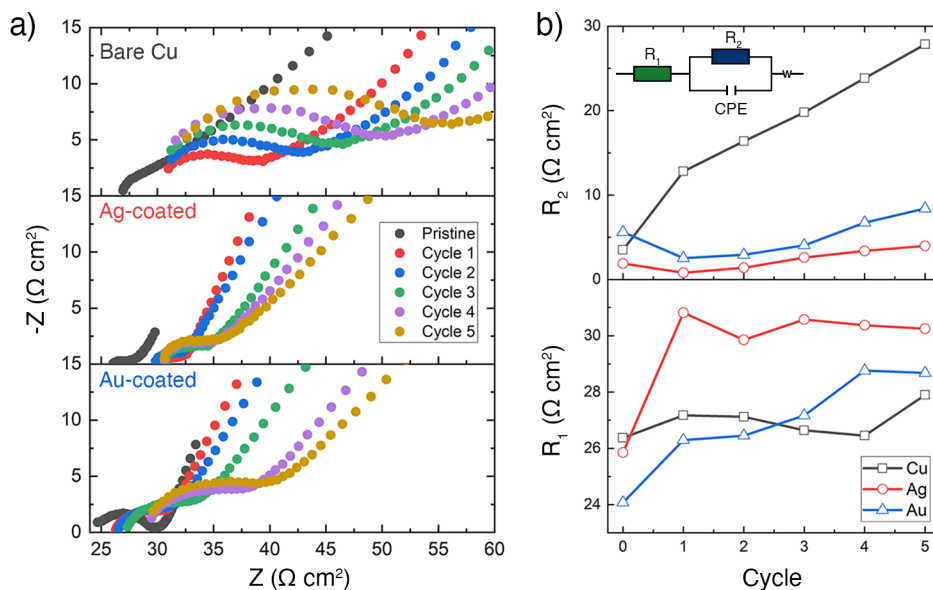 a)
Bare Cu
15
10
5
15
Ag-coated
10
5
15
Au-coated
10
5
0
25 30 35 40 45 50 55 60
-Z (Ω cm²)
Z (Ω cm²)
Pristine
Cycle 1
Cycle 2
Cycle 3
Cycle 4
Cycle 5
b)
R₁
R₂
CPE
w
30
20
10
0
R₂ (Ω cm²)
30
28
26
24
R₁ (Ω cm²)
Cu
Ag
Au
0 1 2 3 4 5
Cycle